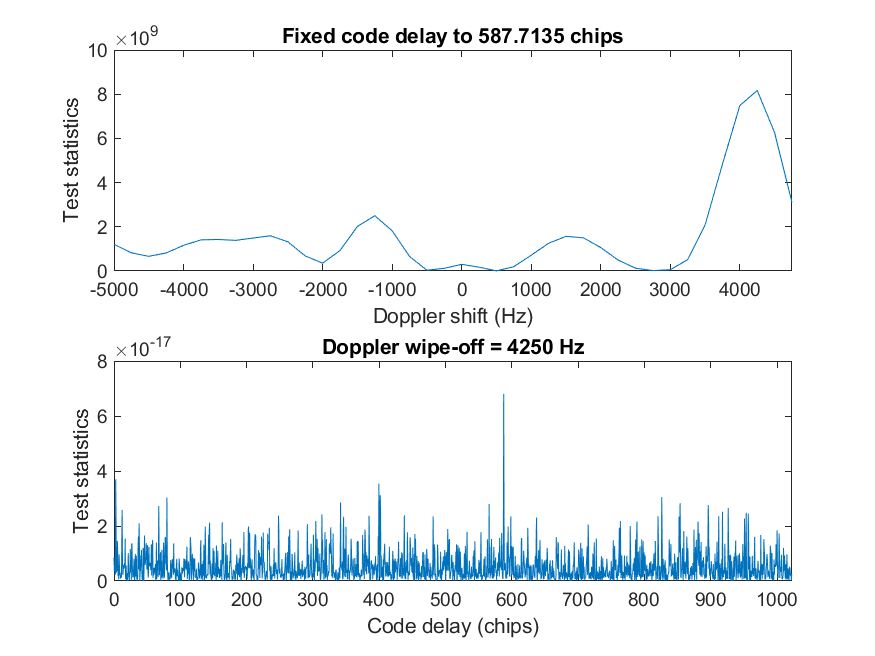 ×10⁹
Fixed code delay to 587.7135 chips
10
8
6
4
2
0
Test statistics
-5000 -4000 -3000 -2000 -1000 0 1000 2000 3000 4000
Doppler shift (Hz)
×10⁻¹⁷
Doppler wipe-off = 4250 Hz
8
6
4
2
0
Test statistics
0 100 200 300 400 500 600 700 800 900 1000
Code delay (chips)